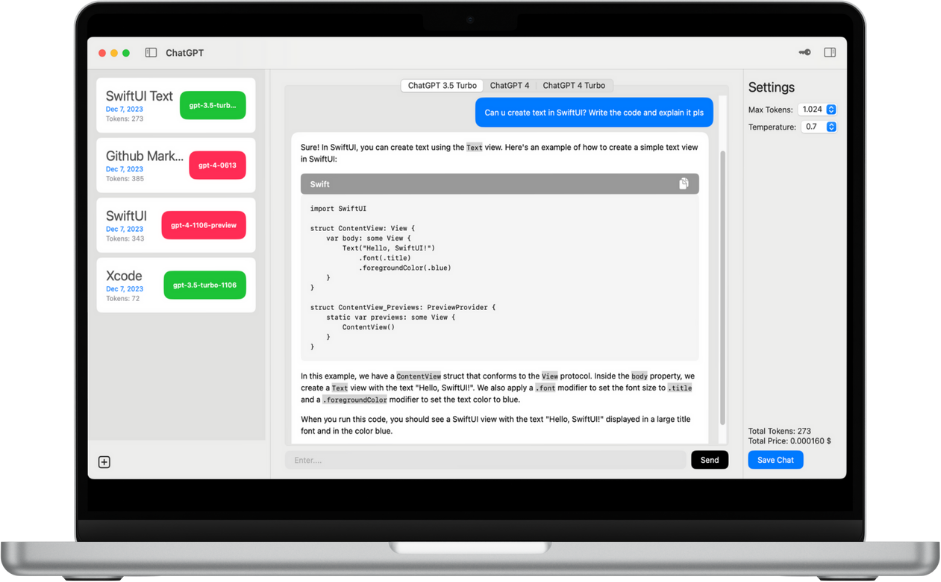 ChatGPT
SwiftUI Text
Dec 7, 2023
Tokens: 273
gpt-3.5-turb...
Github Mark...
Dec 7, 2023
Tokens: 385
gpt-4-0613
SwiftUI
Dec 7, 2023
Tokens: 343
gpt-4-1106-preview
Xcode
Dec 7, 2023
Tokens: 72
gpt-3.5-turbo-1106
ChatGPT 3.5 Turbo
ChatGPT 4
ChatGPT 4 Turbo
Can u create text in SwiftUI? Write the code and explain it pls
Sure! In SwiftUI, you can create text using the Text view. Here's an example of how to create a simple text view
in SwiftUI:
Swift
import SwiftUI
struct ContentView: View {
var body: some View {
Text("Hello, SwiftUI!")
.font(.title)
.foregroundColor(.blue)
}
}
struct ContentView_Previews: PreviewProvider {
static var previews: some View {
ContentView()
}
}
In this example, we have a ContentView struct that conforms to the View protocol. Inside the body property, we
create a Text view with the text "Hello, SwiftUI!". We also apply a .font modifier to set the font size to .title
and a .foregroundColor modifier to set the text color to blue.
When you run this code, you should see a SwiftUI view with the text "Hello, SwiftUI!" displayed in a large title
font and in the color blue.
Enter....
Send
Settings
Max Tokens: 1.024
Temperature: 0.7
Total Tokens: 273
Total Price: 0.000160 $
Save Chat